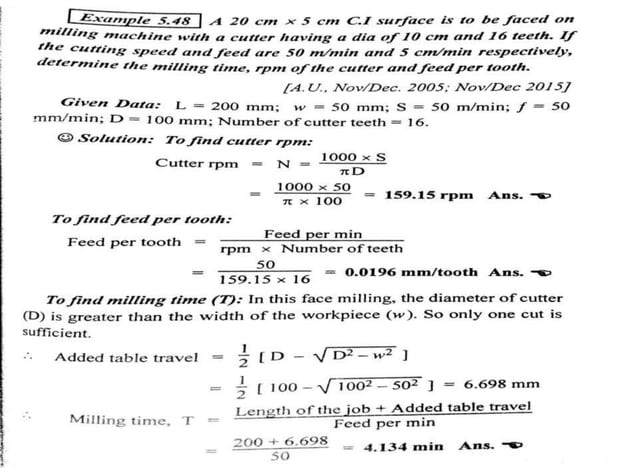 Example 5.48 A 20 cm × 5 cm C.I surface is to be faced on
milling machine with a cutter having a dia of 10 cm and 16 teeth. If
the cutting speed and feed are 50 m/min and 5 cm/min respectively,
determine the milling time, rpm of the cutter and feed per tooth.
[A.U., Nov/Dec. 2005; Nov/Dec 2015]
Given Data: L = 200 mm; w = 50 mm; S = 50 m/min; f = 50
mm/min; D = 100 mm; Number of cutter teeth = 16.
☺ Solution: To find cutter rpm:
Cutter rpm = N = 1000 × S / πD
= 1000 × 50 / π × 100 = 159.15 rpm Ans.
To find feed per tooth:
Feed per tooth = Feed per min / rpm × Number of teeth
= 50 / 159.15 × 16 = 0.0196 mm/tooth Ans.
To find milling time (T): In this face milling, the diameter of cutter
(D) is greater than the width of the workpiece (w). So only one cut is
sufficient.
∴ Added table travel = 1/2 [ D − √D² − w² ]
= 1/2 [ 100 − √100² − 50² ] = 6.698 mm
∴ Milling time, T = Length of the job + Added table travel / Feed per min
= 200 + 6.698 / 50 = 4.134 min Ans.